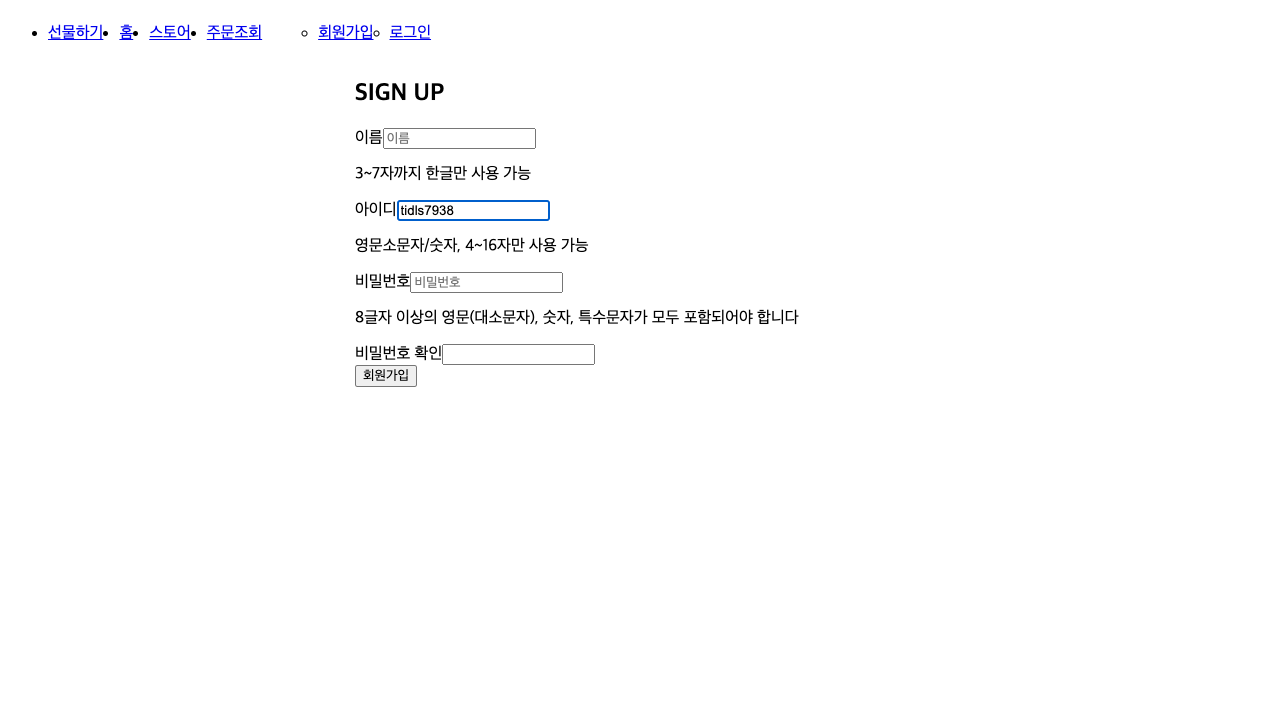 선물하기 홈 스토어 주문조회 회원가입 로그인
SIGN UP
이름 이름
3~7자까지 한글만 사용 가능
아이디 tidls7938
영문소문자/숫자, 4~16자만 사용 가능
비밀번호 비밀번호
8글자 이상의 영문(대소문자), 숫자, 특수문자가 모두 포함되어야 합니다
비밀번호 확인
회원가입